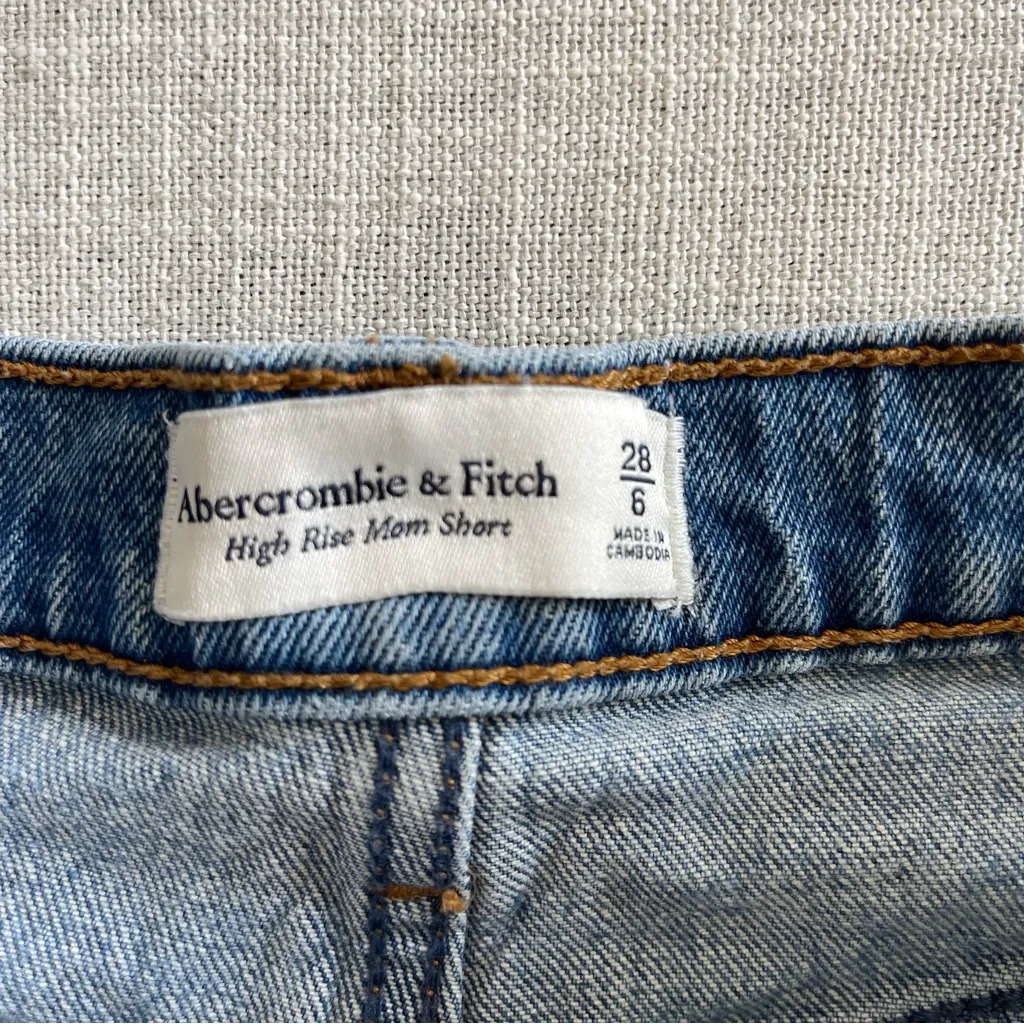 Abercrombie & Fitch
High Rise Mom Short
28
6
MADE IN
CAMBODIA